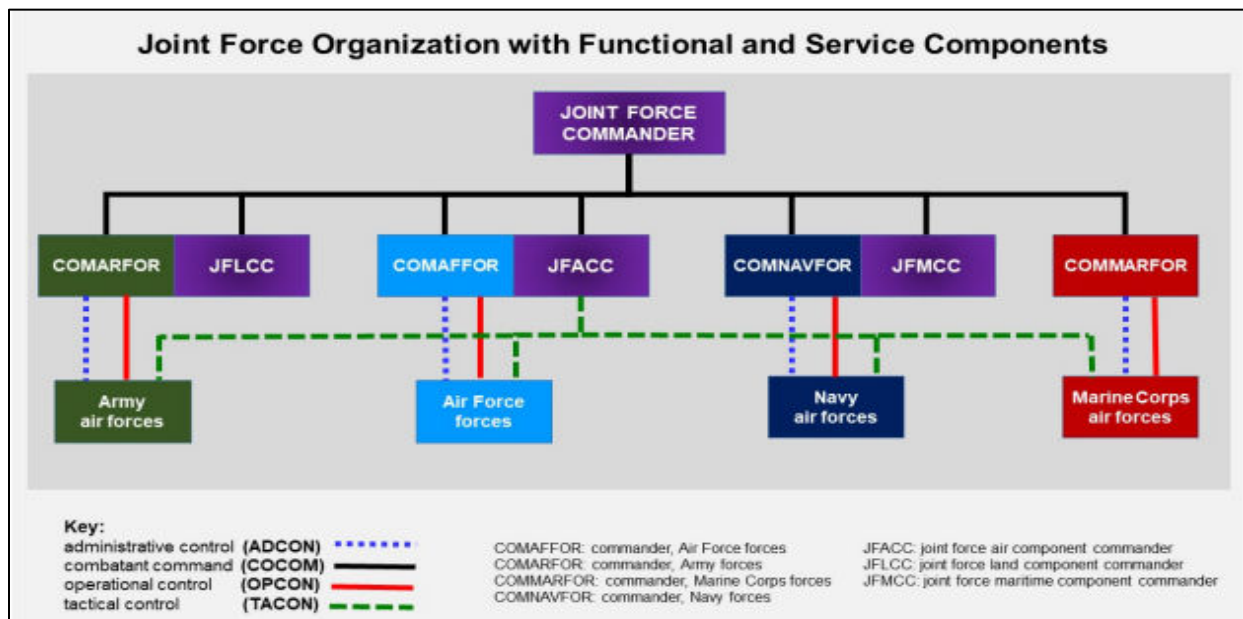 Joint Force Organization with Functional and Service Components
JOINT FORCE
COMMANDER
COMARFOR
JFLCC
COMAFFOR
JFACC
COMNAVFOR
JFMCC
COMMARFOR
Army
air forces
Air Force
forces
Navy
air forces
Marine Corps
air forces
Key:
administrative control (ADCON)
combatant command (COCOM)
operational control (OPCON)
tactical control (TACON)
COMAFFOR: commander, Air Force forces
COMARFOR: commander, Army forces
COMMARFOR: commander, Marine Corps forces
COMNAVFOR: commander, Navy forces
JFACC: joint force air component commander
JFLCC: joint force land component commander
JFMCC: joint force maritime component commander